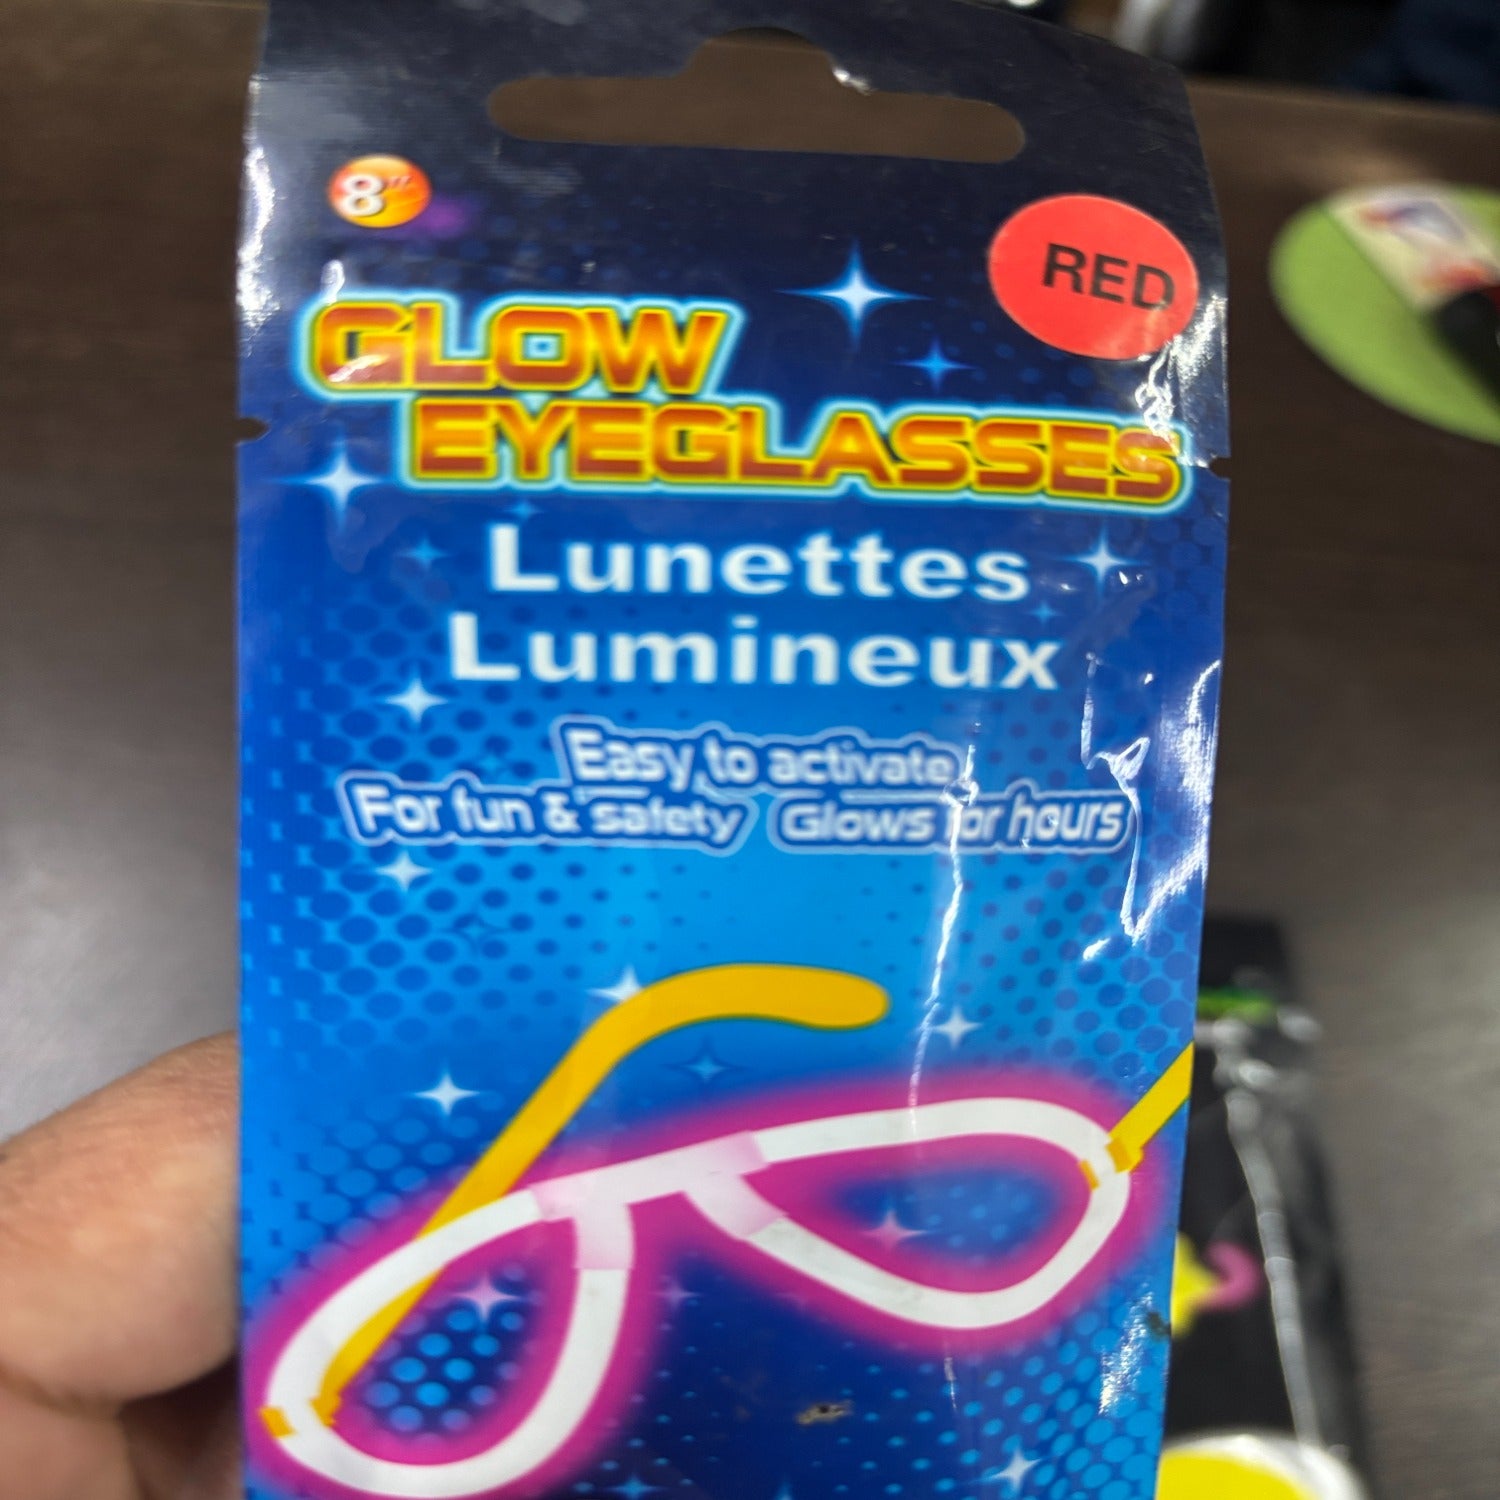 8"
RED
GLOW
EYEGLASSES
Lunettes
Lumineux
Easy to activate
For fun & safety Glows for hours